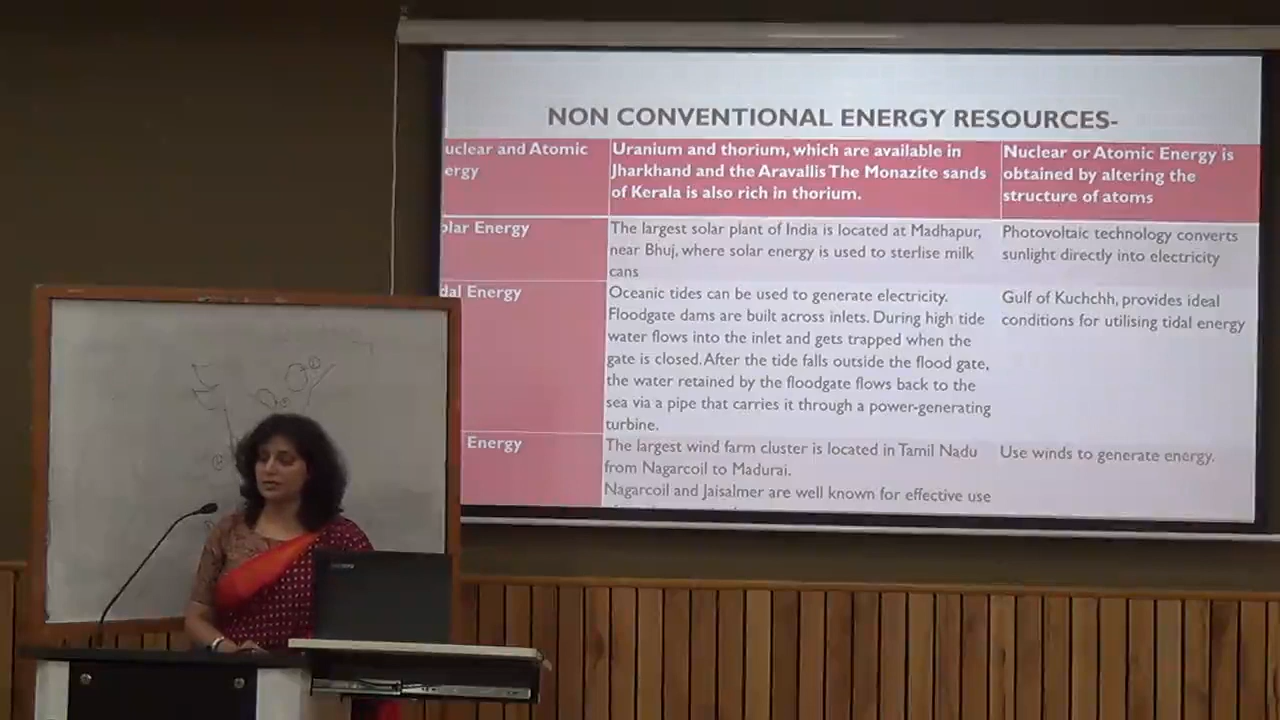 NON CONVENTIONAL ENERGY RESOURCES-
uclear and Atomic
ergy
Uranium and thorium, which are available in
Jharkhand and the Aravallis The Monazite sands
of Kerala is also rich in thorium.
Nuclear or Atomic Energy is
obtained by altering the
structure of atoms
olar Energy
The largest solar plant of India is located at Madhapur,
near Bhuj, where solar energy is used to sterlise milk
cans
Photovoltaic technology converts
sunlight directly into electricity
dal Energy
Oceanic tides can be used to generate electricity.
Floodgate dams are built across inlets. During high tide
water flows into the inlet and gets trapped when the
gate is closed. After the tide falls outside the flood gate,
the water retained by the floodgate flows back to the
sea via a pipe that carries it through a power-generating
turbine.
Gulf of Kuchchh, provides ideal
conditions for utilising tidal energy
Energy
The largest wind farm cluster is located in Tamil Nadu
from Nagarcoil to Madurai.
Nagarcoil and Jaisalmer are well known for effective use
Use winds to generate energy.